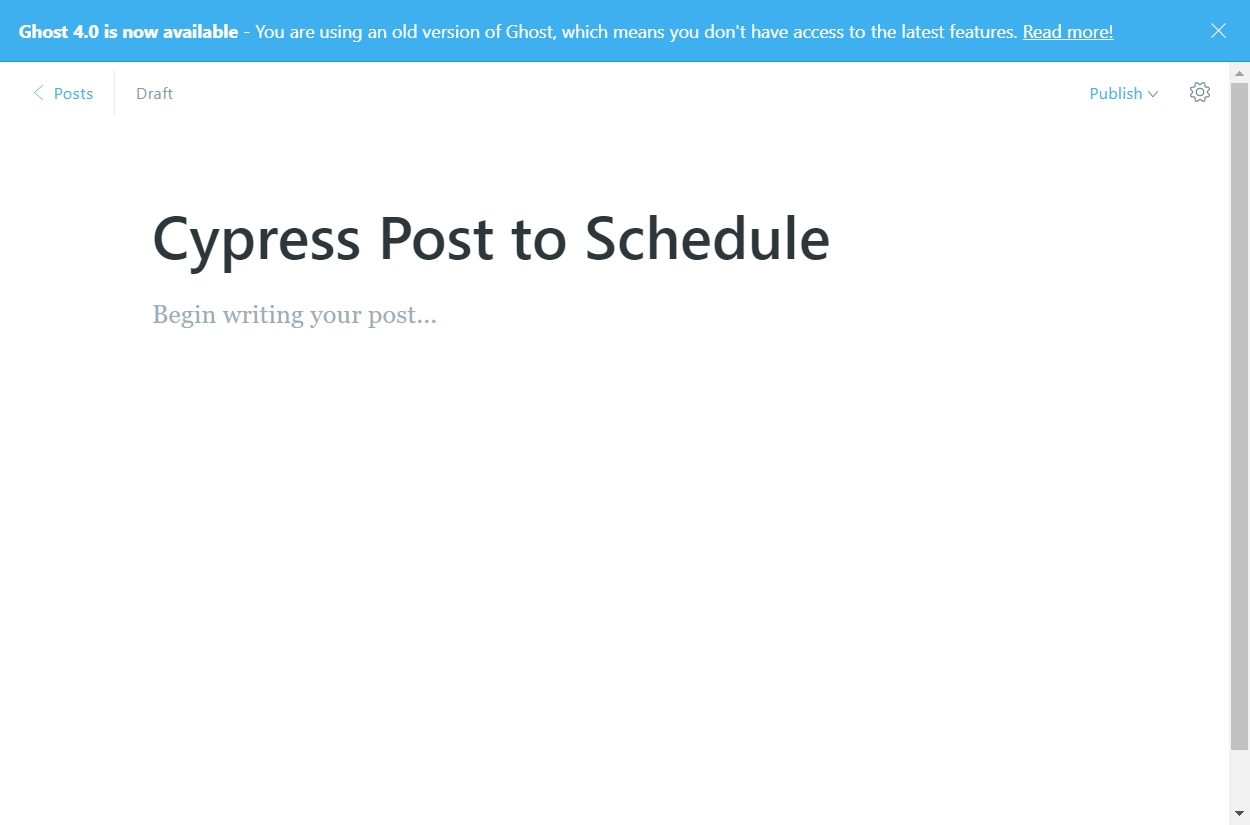 Ghost 4.0 is now available - You are using an old version of Ghost, which means you don't have access to the latest features. Read more!
Posts Draft Publish
Cypress Post to Schedule
Begin writing your post...